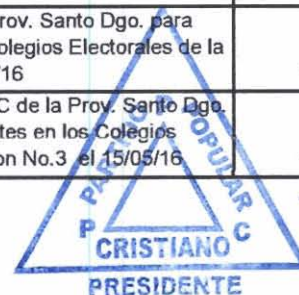 rov. Santo Dgo. para
olegios Electorales de la
/16
C de la Prov. Santo Dgo.
tes en los Colegios
on No.3 el 15/05/16
PARTIDO POPULAR
P CRISTIANO C
PRESIDENTE